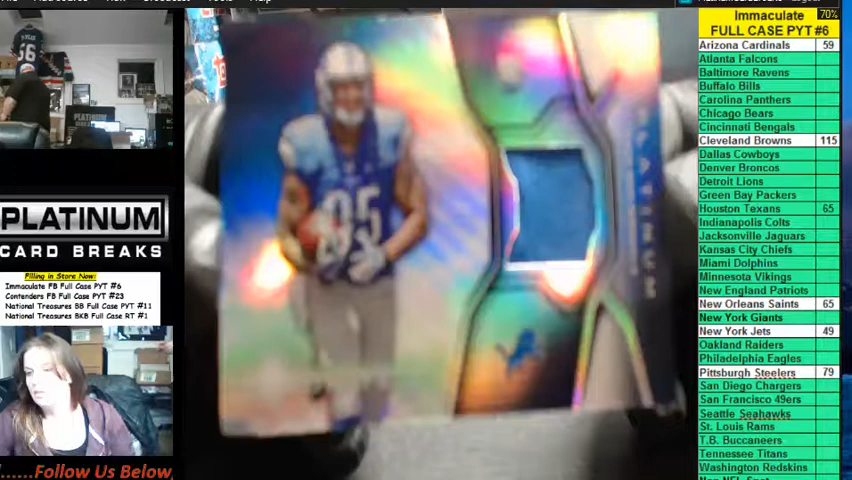 Immaculate 70%
FULL CASE PYT #6
Arizona Cardinals 59
Atlanta Falcons
Baltimore Ravens
Buffalo Bills
Carolina Panthers
Chicago Bears
Cincinnati Bengals
Cleveland Browns 115
Dallas Cowboys
Denver Broncos
Detroit Lions
Green Bay Packers
Houston Texans 65
Indianapolis Colts
Jacksonville Jaguars
Kansas City Chiefs
Miami Dolphins
Minnesota Vikings
New England Patriots
New Orleans Saints 65
New York Giants
New York Jets 49
Oakland Raiders
Philadelphia Eagles
Pittsburgh Steelers 79
San Diego Chargers
San Francisco 49ers
Seattle Seahawks
St. Louis Rams
T.B. Buccaneers
Tennessee Titans
Washington Redskins
56
PLATINUM
CARD BREAKS
Filling in Store Now:
Immaculate FB Full Case PYT #6
Contenders FB Full Case PYT #23
National Treasures BB Full Case PYT #11
National Treasures BKB Full Case RT #1
85
PLATINUM
......Follow Us Below